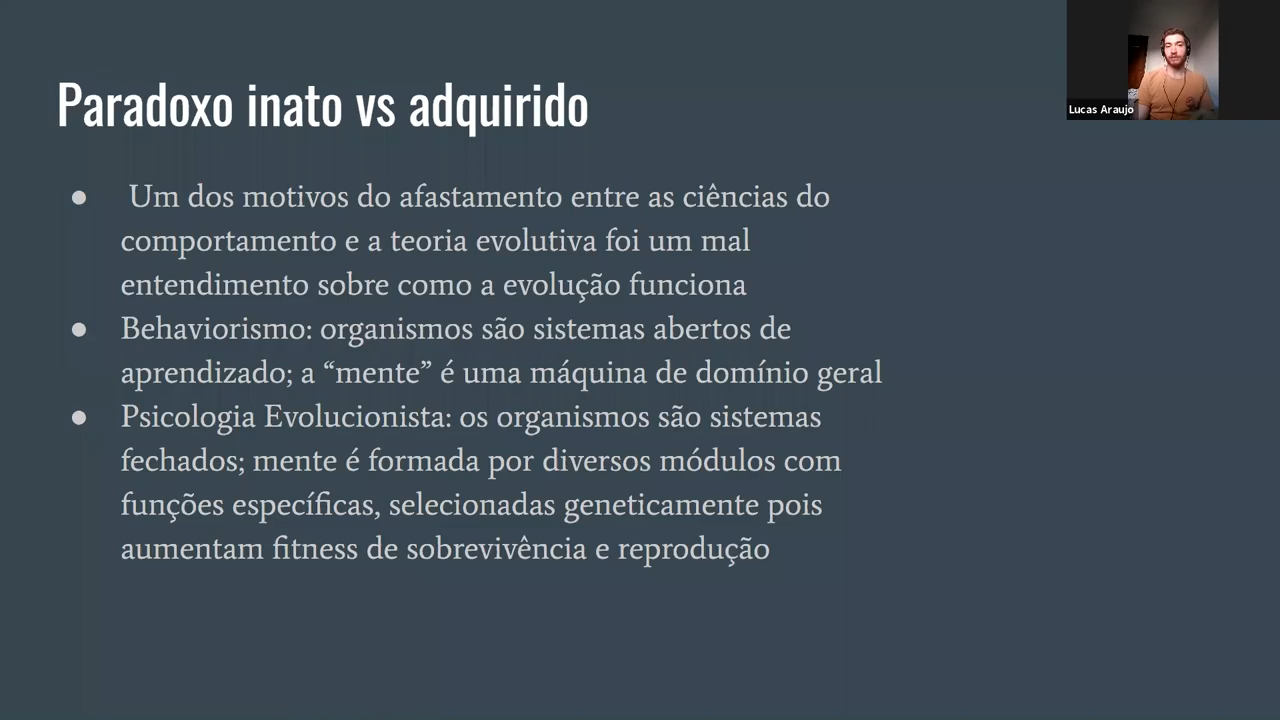 Paradoxo inato vs adquirido
Lucas Araujo
● Um dos motivos do afastamento entre as ciências do
comportamento e a teoria evolutiva foi um mal
entendimento sobre como a evolução funciona
● Behaviorismo: organismos são sistemas abertos de
aprendizado; a “mente” é uma máquina de domínio geral
● Psicologia Evolucionista: os organismos são sistemas
fechados; mente é formada por diversos módulos com
funções específicas, selecionadas geneticamente pois
aumentam fitness de sobrevivência e reprodução